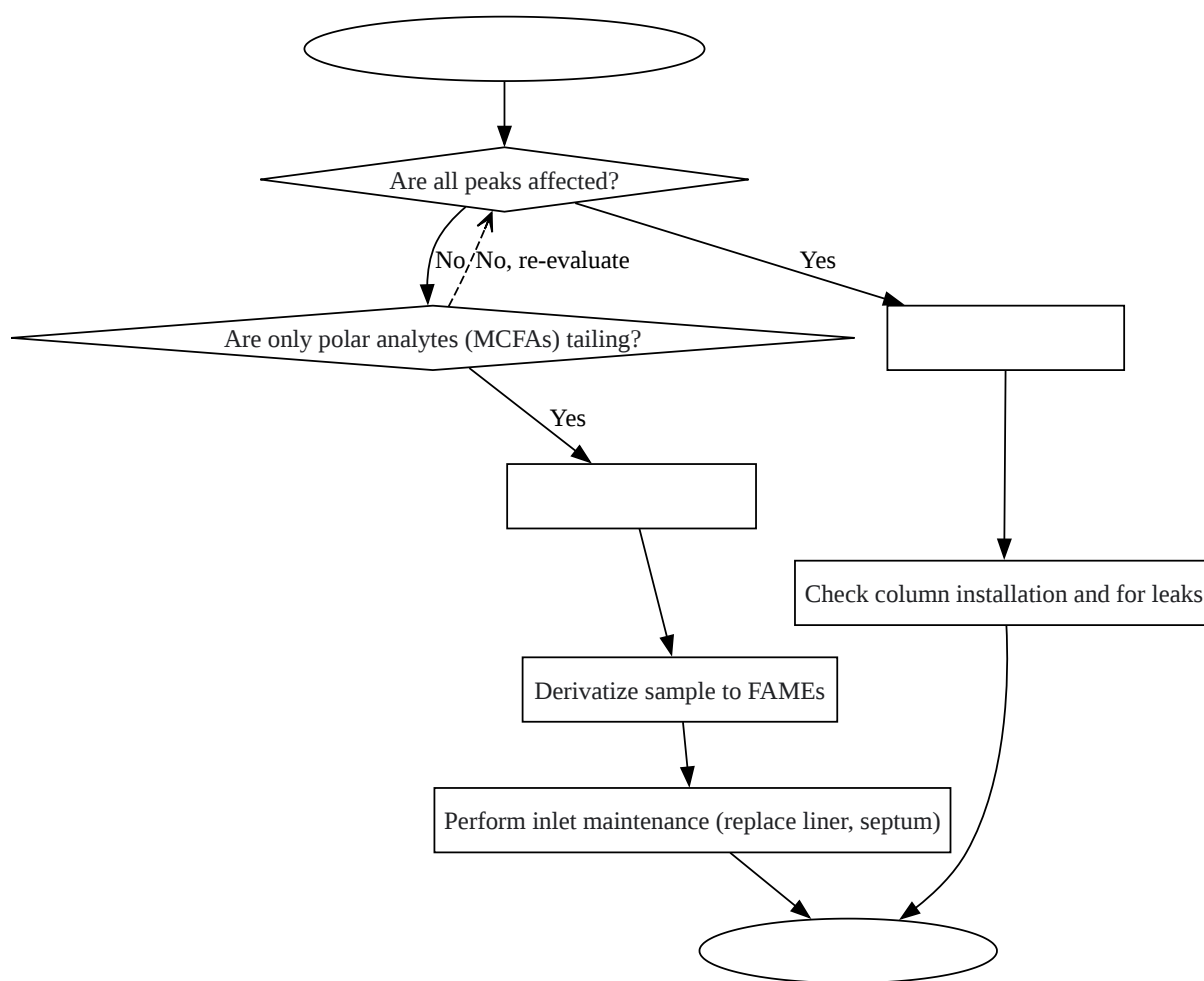 Are all peaks affected?
No
No, re-evaluate
Yes
Are only polar analytes (MCFAs) tailing?
Yes
Check column installation and for leaks
Derivatize sample to FAMEs
Perform inlet maintenance (replace liner, septum)